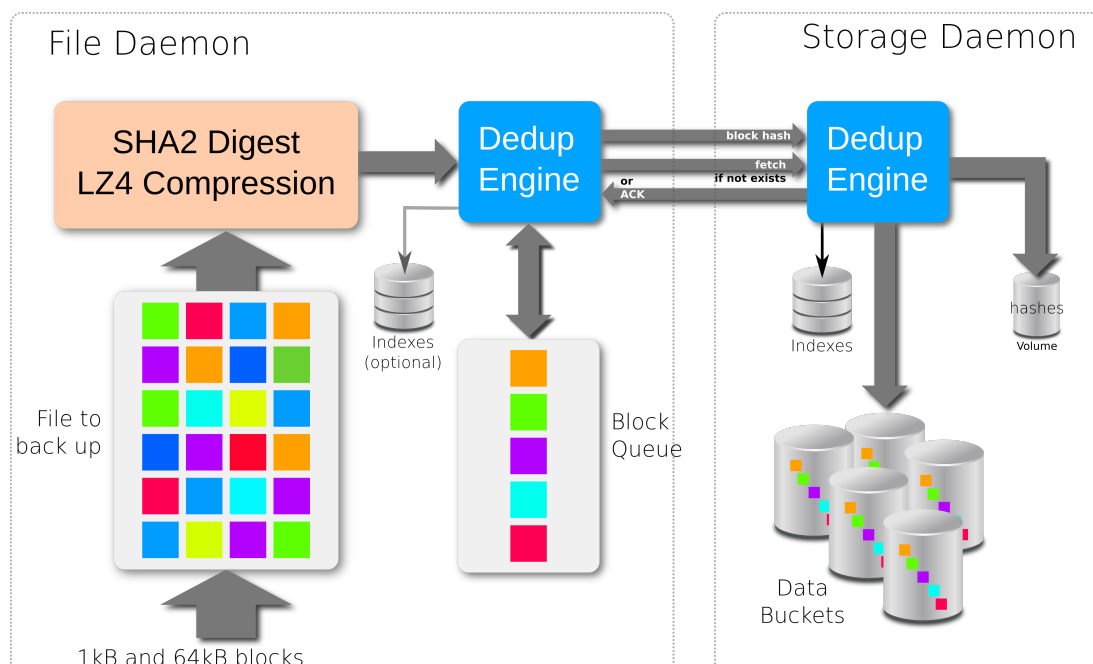 File Daemon
Storage Daemon
SHA2 Digest
LZ4 Compression
Dedup
Engine
block hash
fetch
if not exists
or
ACK
Dedup
Engine
Indexes
(optional)
Indexes
hashes
Volume
File to
back up
Block
Queue
Data
Buckets
1kB and 64kB blocks